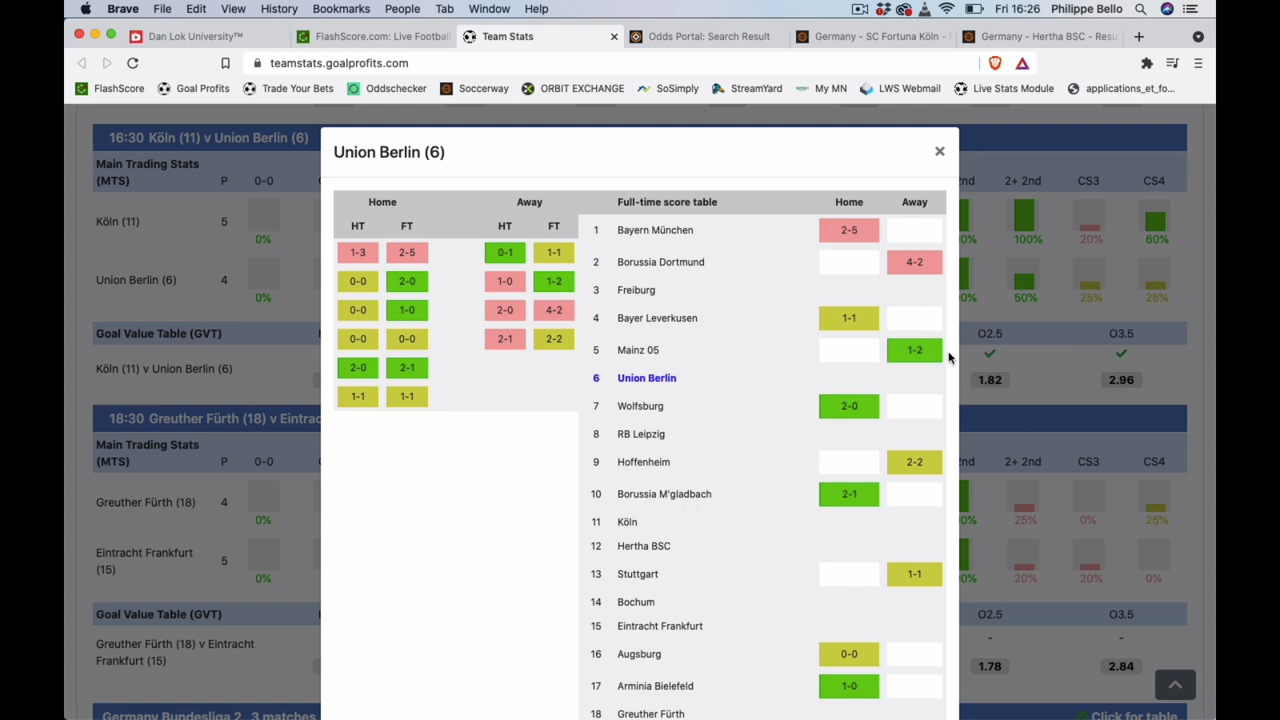 Brave File Edit View History Bookmarks People Tab Window Help Fri 16:26 Philippe Bello
Dan Lok University™ FlashScore.com: Live Football Team Stats Odds Portal: Search Result Germany - SC Fortuna Köln - Germany - Hertha BSC - Resu
teamstats.goalprofits.com
FlashScore Goal Profits Trade Your Bets Oddschecker Soccerway ORBIT EXCHANGE SoSimply StreamYard My MN LWS Webmail Live Stats Module applications_et_fo...
16:30 Köln (11) v Union Berlin (6)
Main Trading Stats
(MTS) P 0-0 2nd 2+ 2nd CS3 CS4
Köln (11) 5
0% 100% 20% 60%
Union Berlin (6) 4
0% 50% 25% 25%
Goal Value Table (GVT) O2.5 O3.5
Köln (11) v Union Berlin (6)
1.82 2.96
18:30 Greuther Fürth (18) v Eintrac
Main Trading Stats
(MTS) P 0-0 2nd 2+ 2nd CS3 CS4
Greuther Fürth (18) 4
0% 25% 0% 25%
Eintracht Frankfurt
(15) 5
0% 20% 20% 0%
Goal Value Table (GVT) O2.5 O3.5
Greuther Fürth (18) v Eintracht
Frankfurt (15)
- -
1.78 2.84
Germany Bundesliga 2 3 matches Click for table
Union Berlin (6) ×
Home Away
HT FT HT FT
1-3 2-5 0-1 1-1
0-0 2-0 1-0 1-2
0-0 1-0 2-0 4-2
0-0 0-0 2-1 2-2
2-0 2-1
1-1 1-1
Full-time score table Home Away
1 Bayern München 2-5
2 Borussia Dortmund 4-2
3 Freiburg
4 Bayer Leverkusen 1-1
5 Mainz 05 1-2
6 Union Berlin
7 Wolfsburg 2-0
8 RB Leipzig
9 Hoffenheim 2-2
10 Borussia M'gladbach 2-1
11 Köln
12 Hertha BSC
13 Stuttgart 1-1
14 Bochum
15 Eintracht Frankfurt
16 Augsburg 0-0
17 Arminia Bielefeld 1-0
18 Greuther Fürth